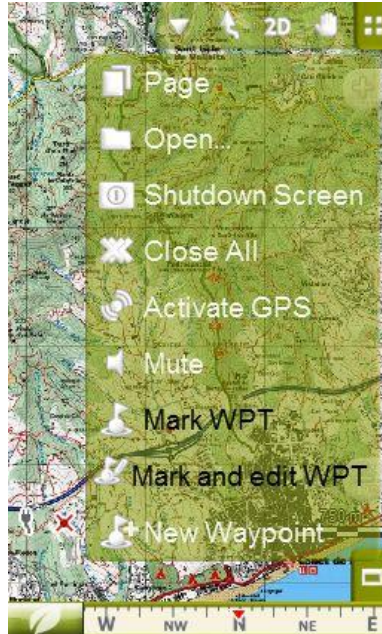 2D
Page
Open...
Shutdown Screen
Close All
Activate GPS
Mute
Mark WPT
Mark and edit WPT
750m
New Waypoint
W NW N NE E